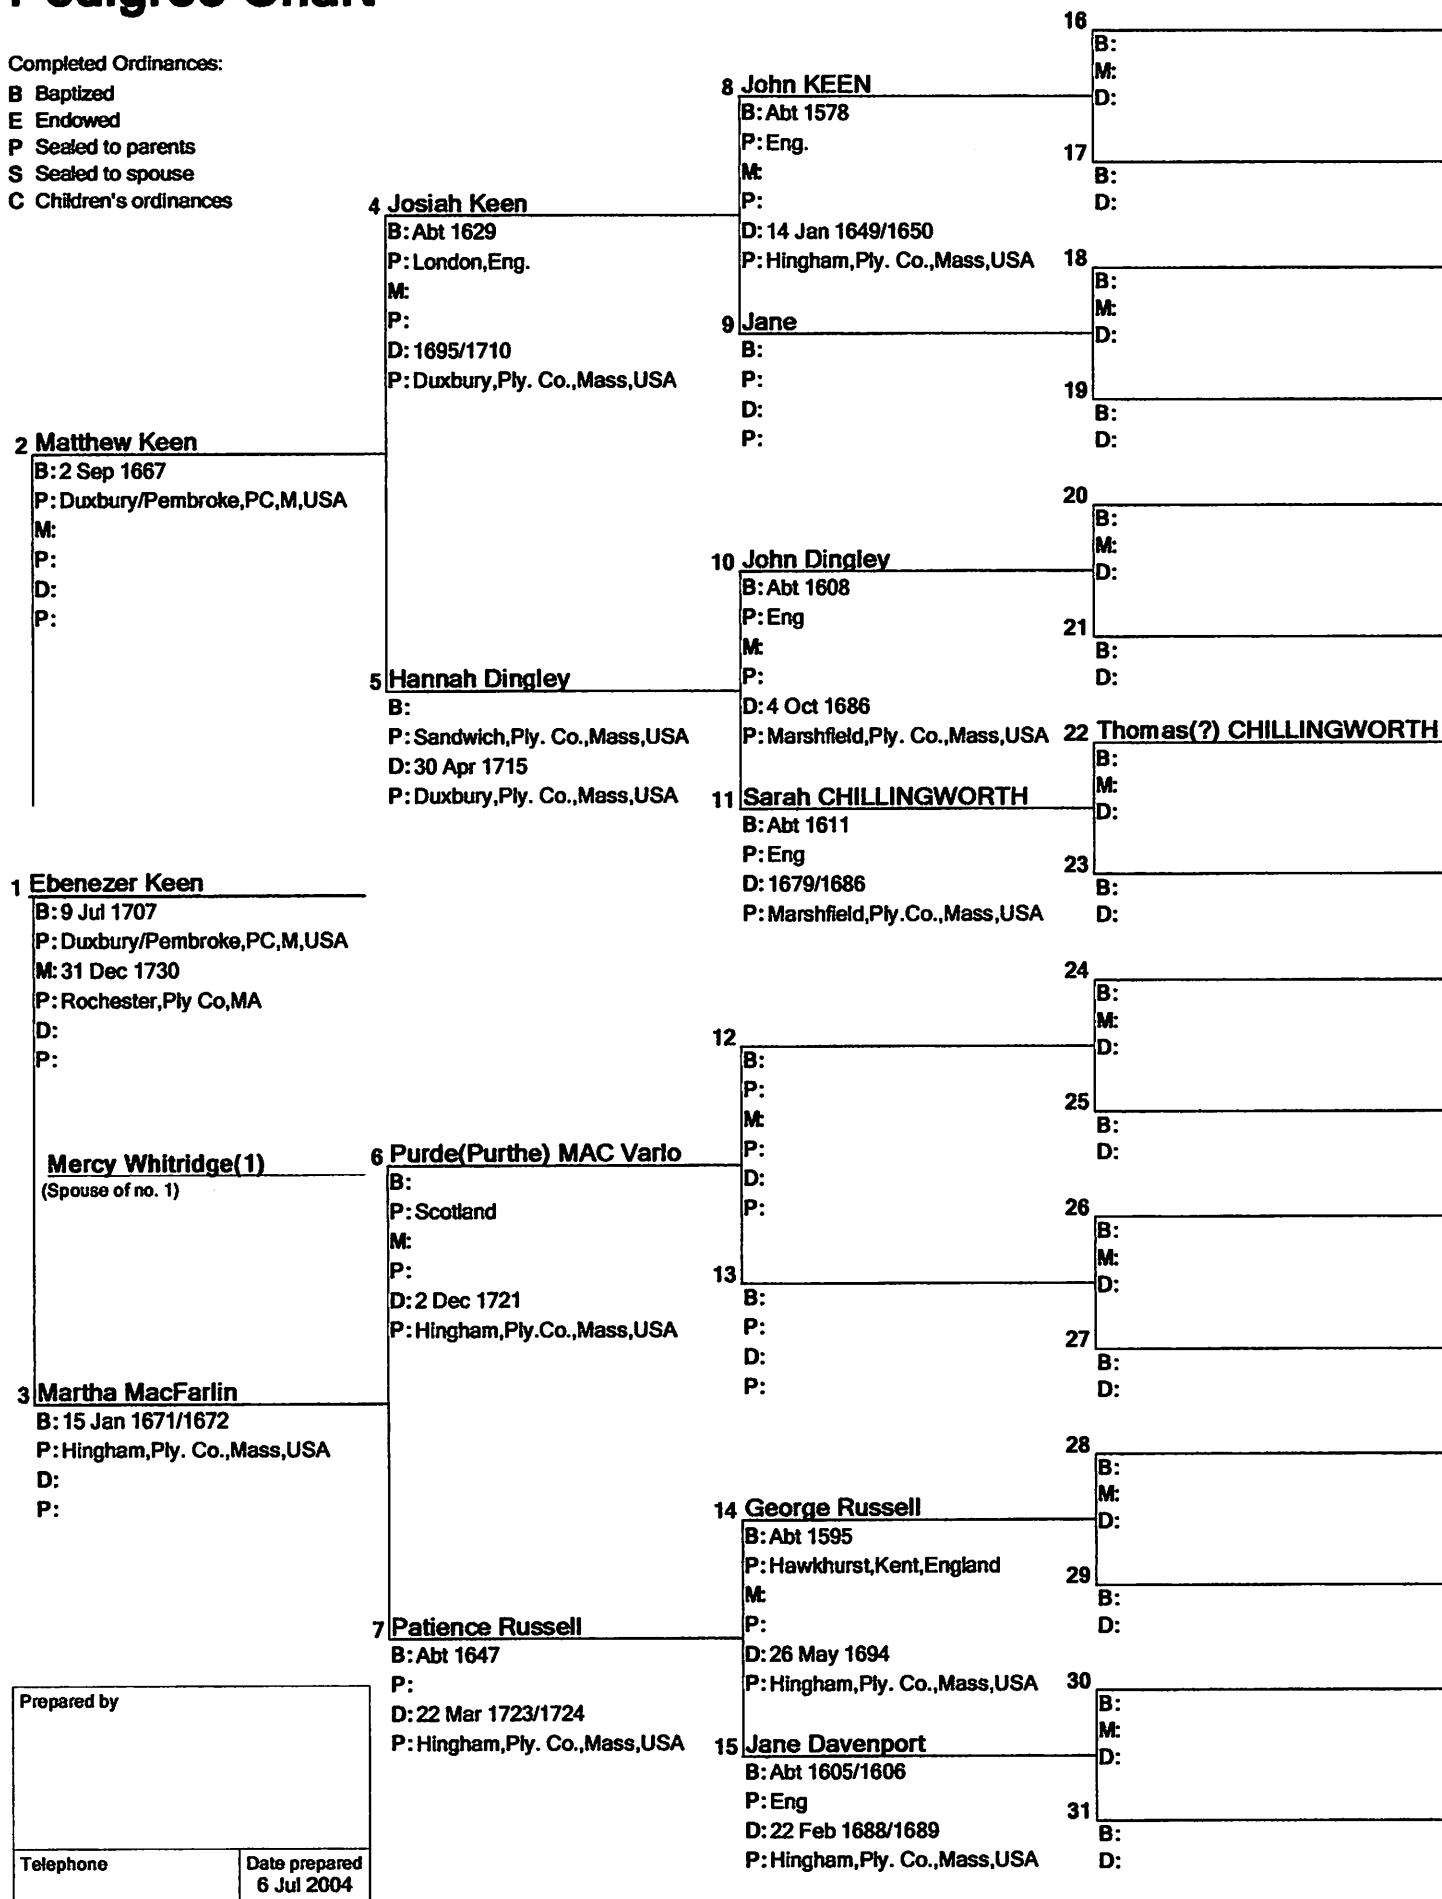 Pedigree Chart
Completed Ordinances:
B Baptized
E Endowed
P Sealed to parents
S Sealed to spouse
C Children's ordinances
2 Matthew Keen
B: 2 Sep 1667
P: Duxbury/Pembroke,PC,M,USA
M:
P:
D:
P:
1 Ebenezer Keen
B: 9 Jul 1707
P: Duxbury/Pembroke,PC,M,USA
M: 31 Dec 1730
P: Rochester,Ply Co,MA
D:
P:
Mercy Whitridge(1)
(Spouse of no. 1)
3 Martha MacFarlin
B: 15 Jan 1671/1672
P: Hingham,Ply. Co.,Mass,USA
D:
P:
Prepared by
Telephone
Date prepared
6 Jul 2004
4 Josiah Keen
B: Abt 1629
P: London,Eng.
M:
P:
D: 1695/1710
P: Duxbury,Ply. Co.,Mass,USA
5 Hannah Dingley
B:
P: Sandwich,Ply. Co.,Mass,USA
D: 30 Apr 1715
P: Duxbury,Ply. Co.,Mass,USA
6 Purde(Purthe) MAC Varlo
B:
P: Scotland
M:
P:
D: 2 Dec 1721
P: Hingham,Ply.Co.,Mass,USA
7 Patience Russell
B: Abt 1647
P:
D: 22 Mar 1723/1724
P: Hingham,Ply. Co.,Mass,USA
8 John KEEN
B: Abt 1578
P: Eng.
M:
P:
D: 14 Jan 1649/1650
P: Hingham,Ply. Co.,Mass,USA
9 Jane
B:
P:
D:
P:
10 John Dingley
B: Abt 1608
P: Eng
M:
P:
D: 4 Oct 1686
P: Marshfield,Ply. Co.,Mass,USA
11 Sarah CHILLINGWORTH
B: Abt 1611
P: Eng
D: 1679/1686
P: Marshfield,Ply.Co.,Mass,USA
12
B:
P:
M:
P:
D:
P:
13
B:
P:
D:
P:
14 George Russell
B: Abt 1595
P: Hawkhurst,Kent,England
M:
P:
D: 26 May 1694
P: Hingham,Ply. Co.,Mass,USA
15 Jane Davenport
B: Abt 1605/1606
P: Eng
D: 22 Feb 1688/1689
P: Hingham,Ply. Co.,Mass,USA
16
B:
M:
D:
17
B:
D:
18
B:
M:
D:
19
B:
D:
20
B:
M:
D:
21
B:
D:
22 Thomas(?) CHILLINGWORTH
B:
M:
D:
23
B:
D:
24
B:
M:
D:
25
B:
D:
26
B:
M:
D:
27
B:
D:
28
B:
M:
D:
29
B:
D:
30
B:
M:
D:
31
B:
D: